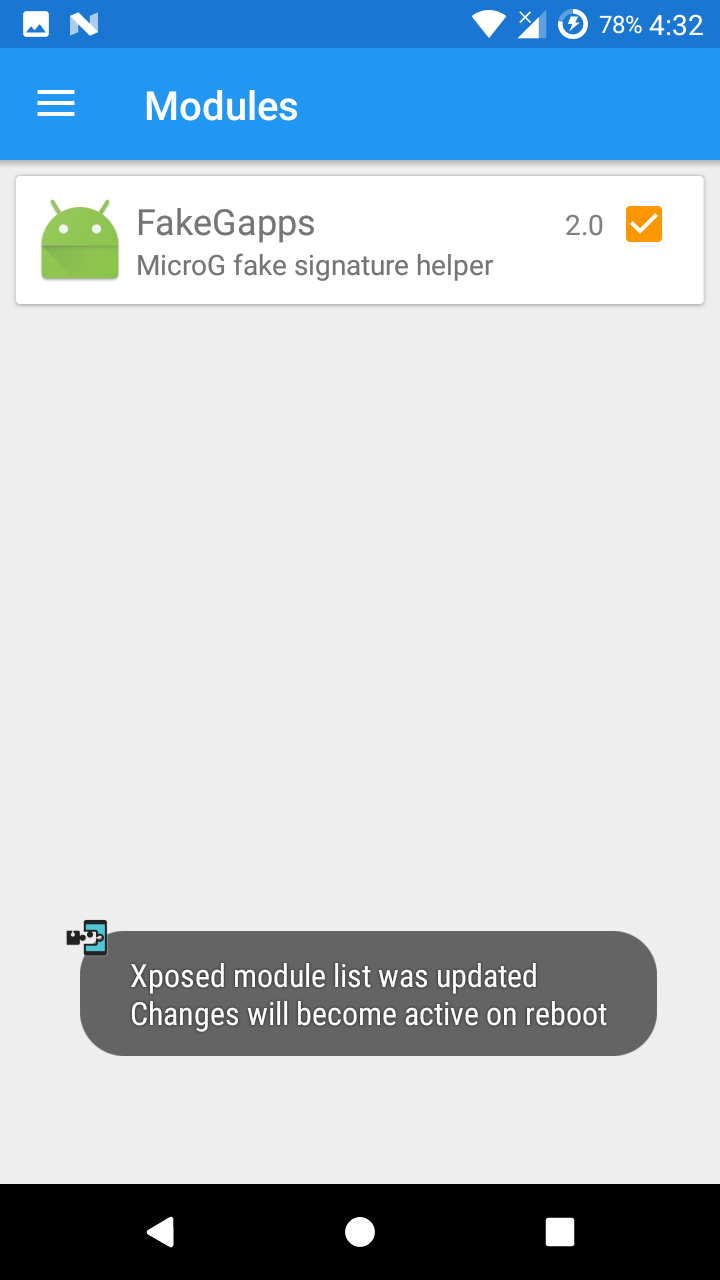 78% 4:32
Modules
FakeGapps 2.0
MicroG fake signature helper
Xposed module list was updated
Changes will become active on reboot